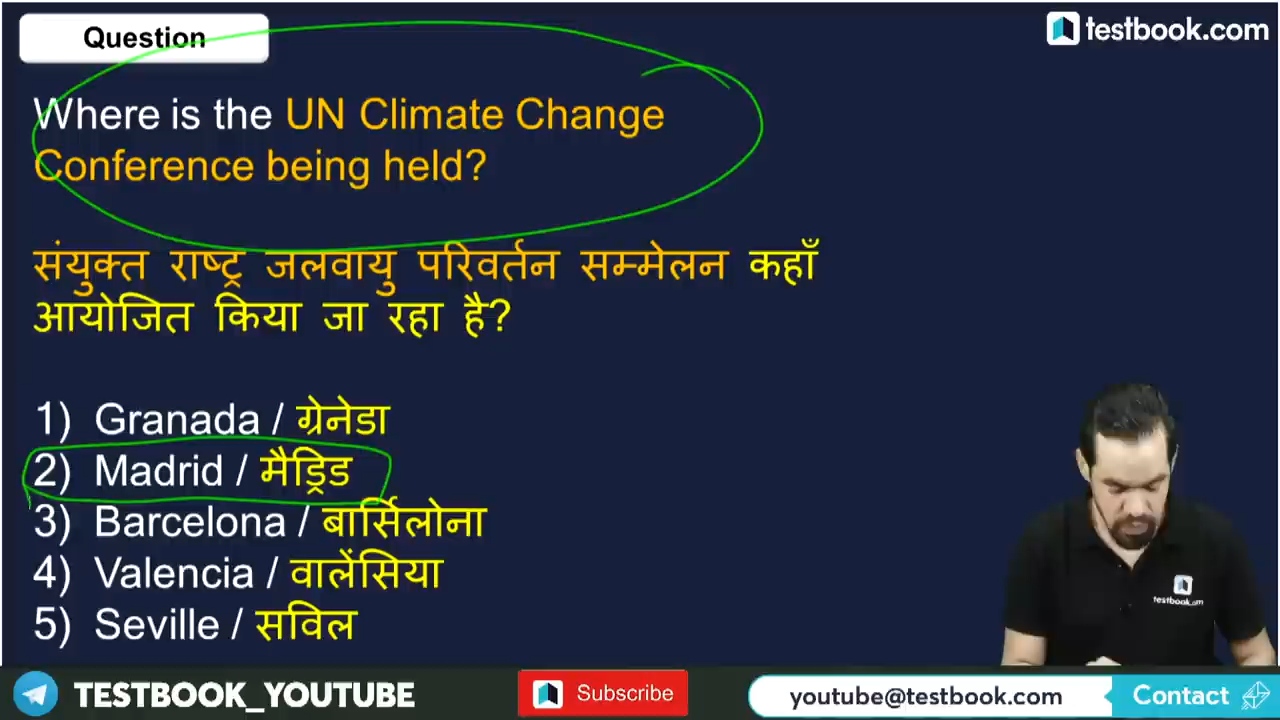 Question
testbook.com
Where is the UN Climate Change
Conference being held?
संयुक्त राष्ट्र जलवायु परिवर्तन सम्मेलन कहाँ
आयोजित किया जा रहा है?
1) Granada / ग्रेनेडा
2) Madrid / मैड्रिड
3) Barcelona / बार्सिलोना
4) Valencia / वालेंसिया
5) Seville / सविल
testbook.com
TESTBOOK_YOUTUBE
Subscribe
youtube@testbook.com
Contact